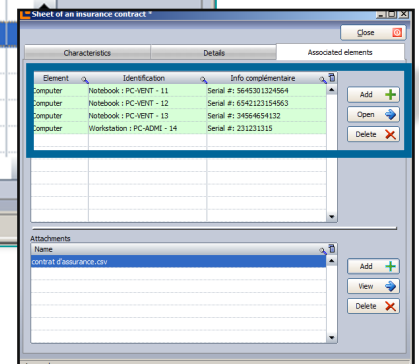 Sheet of an insurance contract *
Close
Characteristics Details Associated elements
Element Identification Info complémentaire
Computer Notebook : PC-VENT - 11 Serial #: 5645301324564
Computer Notebook : PC-VENT - 12 Serial #: 6542123154563
Computer Notebook : PC-VENT - 13 Serial #: 34564654132
Computer Workstation : PC-ADMI - 14 Serial #: 231231315
Add
Open
Delete
Attachments
Name
contrat d'assurance.csv
Add
View
Delete